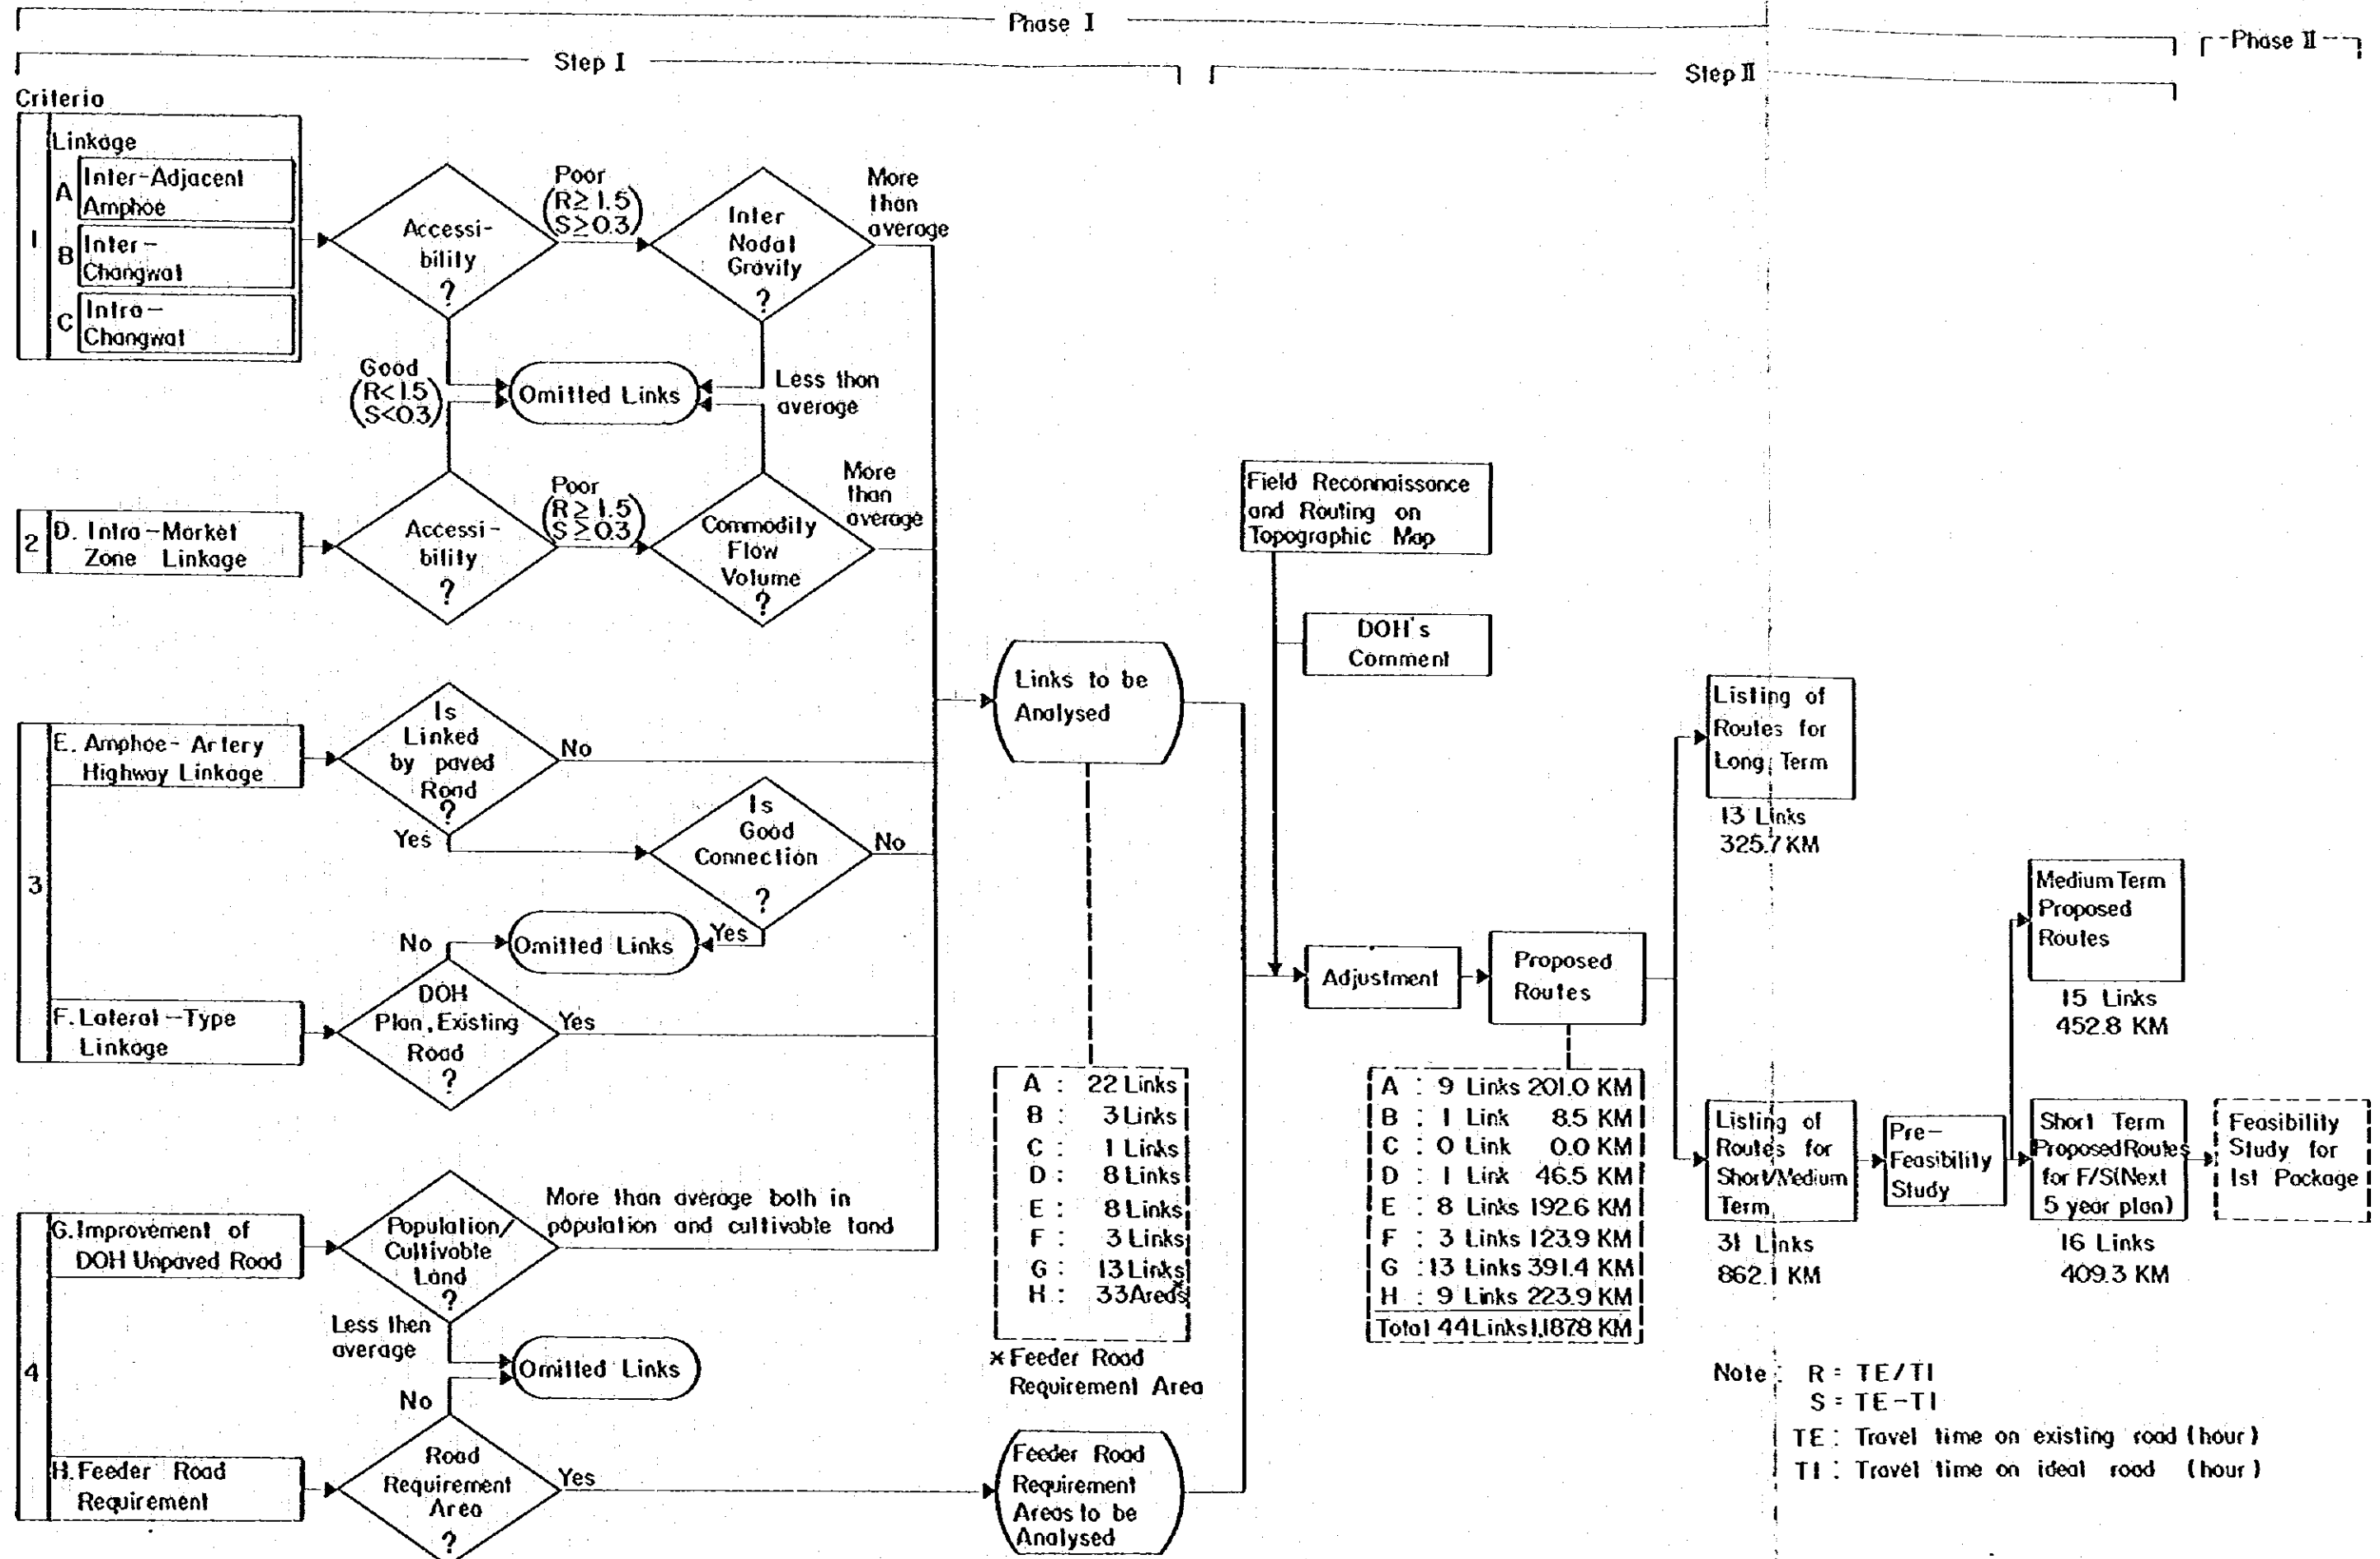 Phase I
Phase II
Step I
Step II
Criterio
1
Linkage
A
Inter-Adjacent
Amphoe
B
Inter-
Changwat
C
Intra-
Changwat
Accessi-
bility
?
Poor
(R≥1.5
S≥0.3)
Inter
Nodal
Gravity
?
More
than
average
Good
(R<1.5
S<0.3)
Omitted Links
Less than
average
2
D. Intra-Market
Zone Linkage
Accessi-
bility
?
Poor
(R≥1.5
S≥0.3)
Commodity
Flow
Volume
?
More
than
average
3
E. Amphoe-Artery
Highway Linkage
Is
Linked
by paved
Road
?
No
Yes
Is
Good
Connection
?
No
Yes
No
Omitted Links
F. Lateral-Type
Linkage
DOH
Plan, Existing
Road
?
Yes
4
G. Improvement of
DOH Unpaved Road
Population/
Cultivable
Land
?
More than average both in
population and cultivable land
Less then
average
Omitted Links
No
H. Feeder Road
Requirement
Road
Requirement
Area
?
Yes
Links to be
Analysed
A : 22 Links
B : 3 Links
C : 1 Links
D : 8 Links
E : 8 Links
F : 3 Links
G : 13 Links
H : 33 Areas*
* Feeder Road
Requirement Area
Feeder Road
Requirement
Areas to be
Analysed
Field Reconnaissance
and Routing on
Topographic Map
DOH's
Comment
Adjustment
Proposed
Routes
A : 9 Links 201.0 KM
B : 1 Link 8.5 KM
C : 0 Link 0.0 KM
D : 1 Link 46.5 KM
E : 8 Links 192.6 KM
F : 3 Links 123.9 KM
G : 13 Links 391.4 KM
H : 9 Links 223.9 KM
Total 44 Links 1,187.8 KM
Listing of
Routes for
Long Term
13 Links
325.7 KM
Listing of
Routes for
Short/Medium
Term
31 Links
862.1 KM
Pre-
Feasibility
Study
Medium Term
Proposed
Routes
15 Links
452.8 KM
Short Term
Proposed Routes
for F/S(Next
5 year plan)
16 Links
409.3 KM
Feasibility
Study for
1st Package
Note : R = TE/TI
S = TE-TI
TE : Travel time on existing road (hour)
TI : Travel time on ideal road (hour)